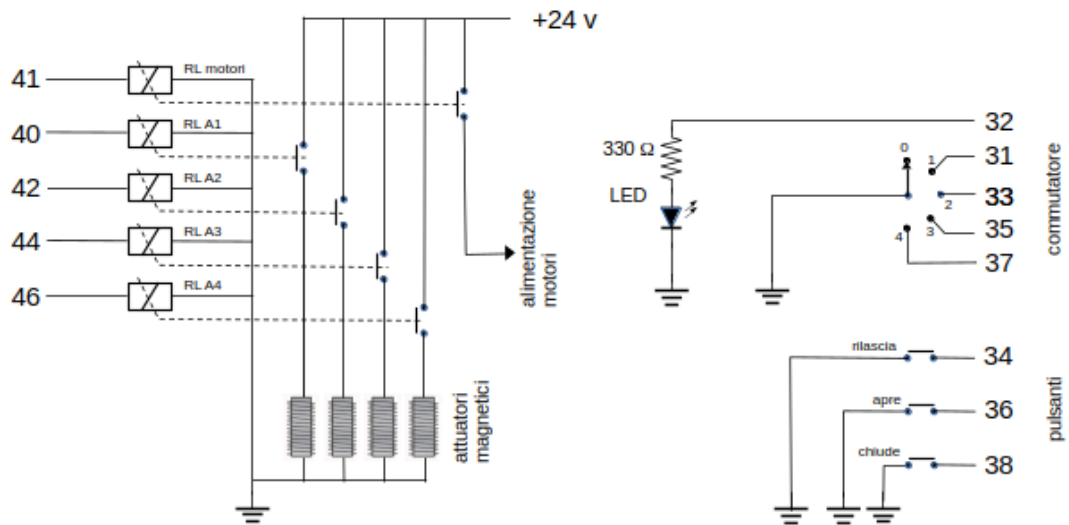 +24 v
41
RL motori
40
RL A1
42
RL A2
44
RL A3
46
RL A4
alimentazione
motori
attuatori
magnetici
330 Ω
LED
32
0
1
31
2
33
3
35
4
37
commutatore
rilascia
34
apre
36
chiude
38
pulsanti